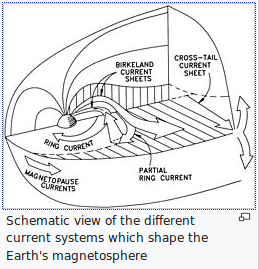 BIRKELAND
CURRENT
SHEETS
CROSS-TAIL
CURRENT
SHEET
RING CURRENT
MAGNETOPAUSE
CURRENTS
PARTIAL
RING CURRENT
Schematic view of the different
current systems which shape the
Earth's magnetosphere